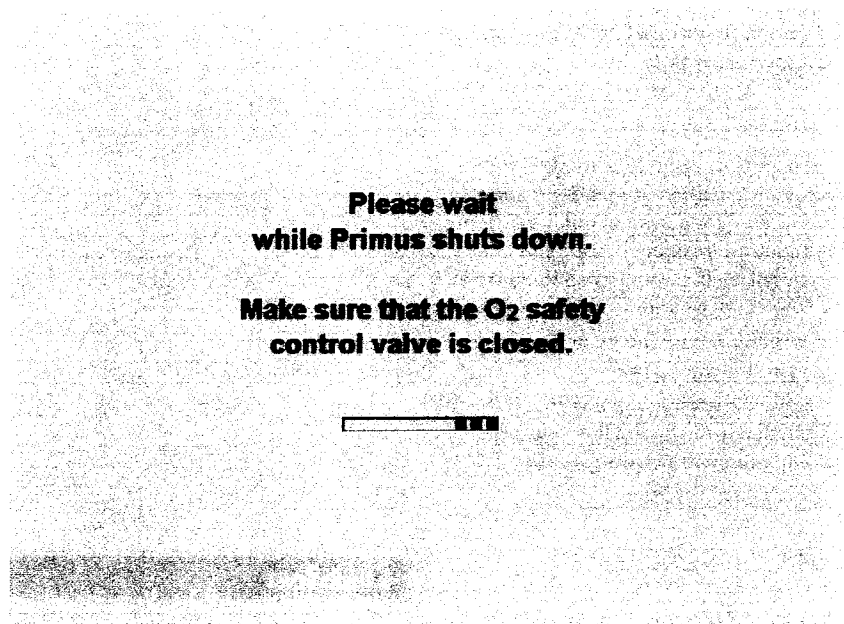 Please wait
while Primus shuts down.
Make sure that the O₂ safety
control valve is closed.